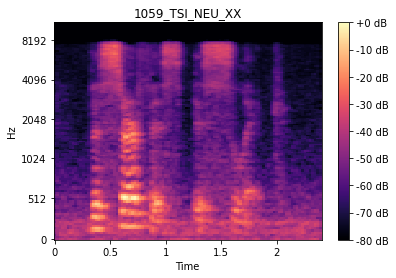 1059_TSI_NEU_XX
+0 dB
8192
-10 dB
4096
-20 dB
-30 dB
2048
-40 dB
Hz
1024
-50 dB
512
-60 dB
-70 dB
0
-80 dB
0
0.5
1
1.5
2
Time